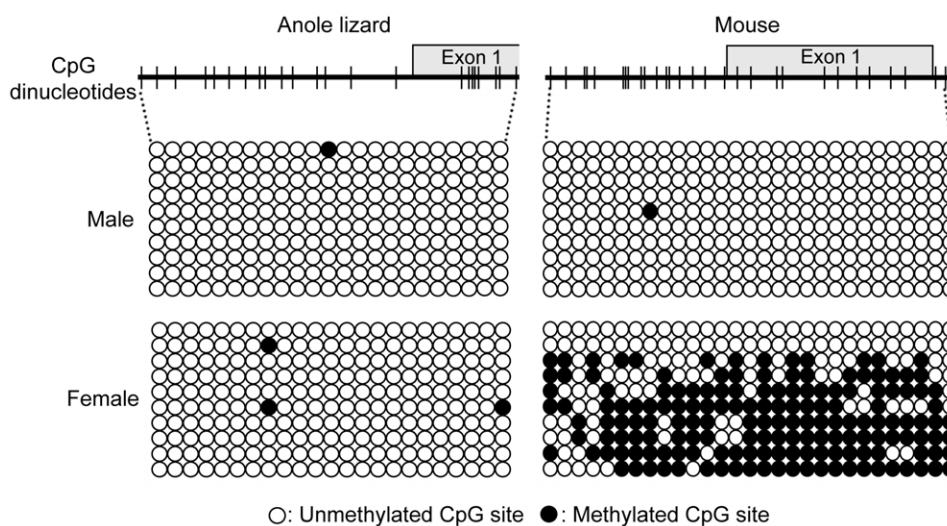 Anole lizard
Mouse
CpG
dinucleotides
Exon 1
Exon 1
Male
Female
: Unmethylated CpG site
: Methylated CpG site